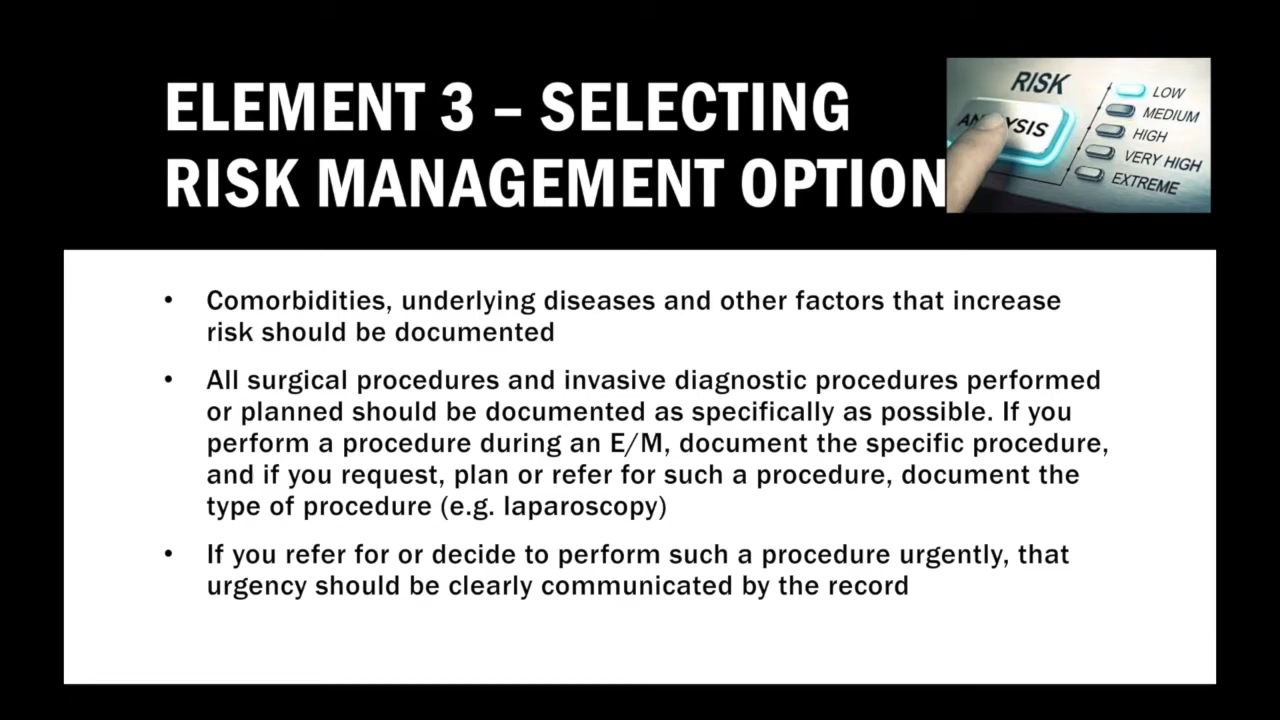 ELEMENT 3 – SELECTING
RISK MANAGEMENT OPTION
RISK
ANALYSIS
LOW
MEDIUM
HIGH
VERY HIGH
EXTREME
• Comorbidities, underlying diseases and other factors that increase
risk should be documented
• All surgical procedures and invasive diagnostic procedures performed
or planned should be documented as specifically as possible. If you
perform a procedure during an E/M, document the specific procedure,
and if you request, plan or refer for such a procedure, document the
type of procedure (e.g. laparoscopy)
• If you refer for or decide to perform such a procedure urgently, that
urgency should be clearly communicated by the record